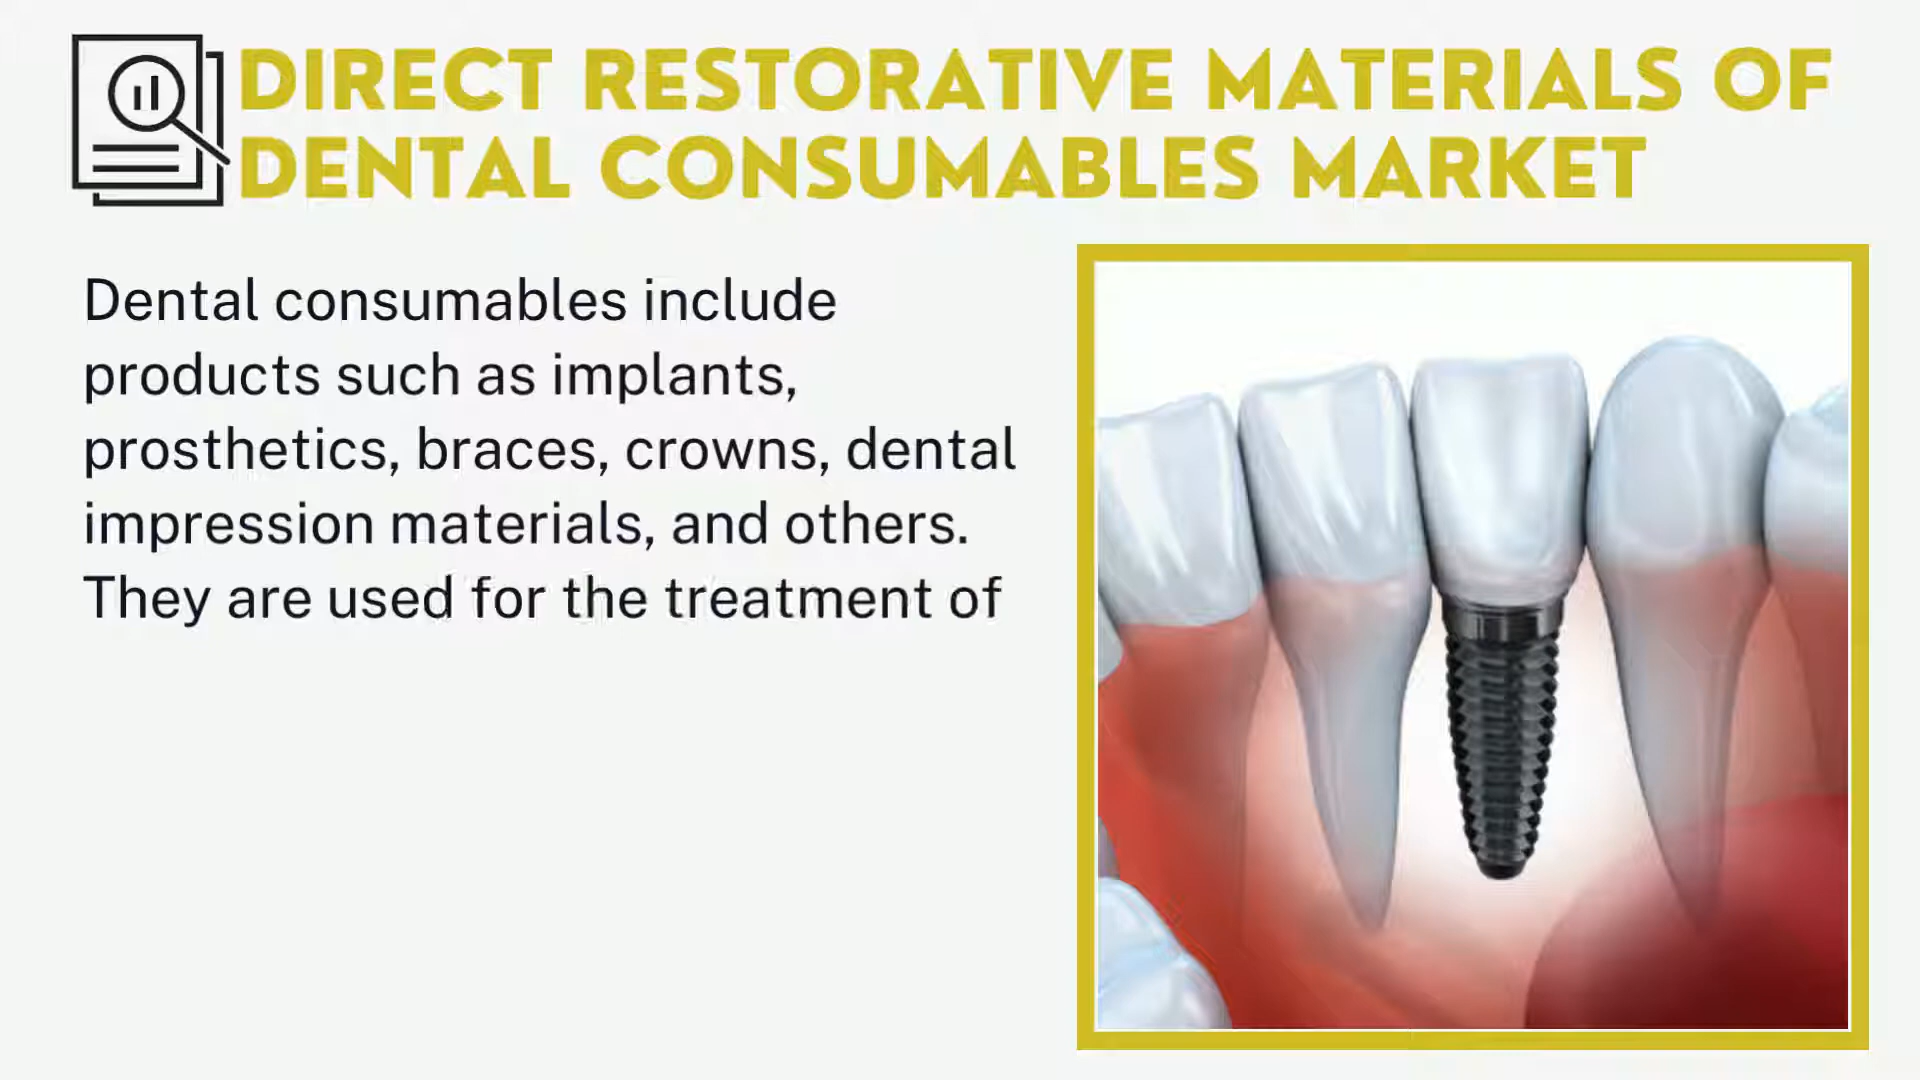 DIRECT RESTORATIVE MATERIALS OF
DENTAL CONSUMABLES MARKET
Dental consumables include
products such as implants,
prosthetics, braces, crowns, dental
impression materials, and others.
They are used for the treatment of